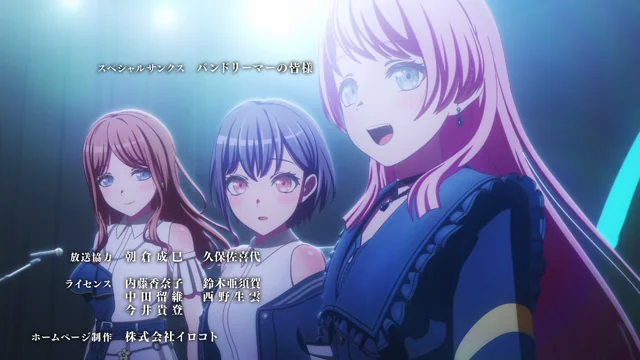 スペシャルサンクス バンドリーマーの皆様
放送協力 朝倉成巳 久保佐喜代
ライセンス 内藤香奈子 鈴木亜須賀
中田留維 西野生雲
今井貴登
ホームページ制作 株式会社イロコト